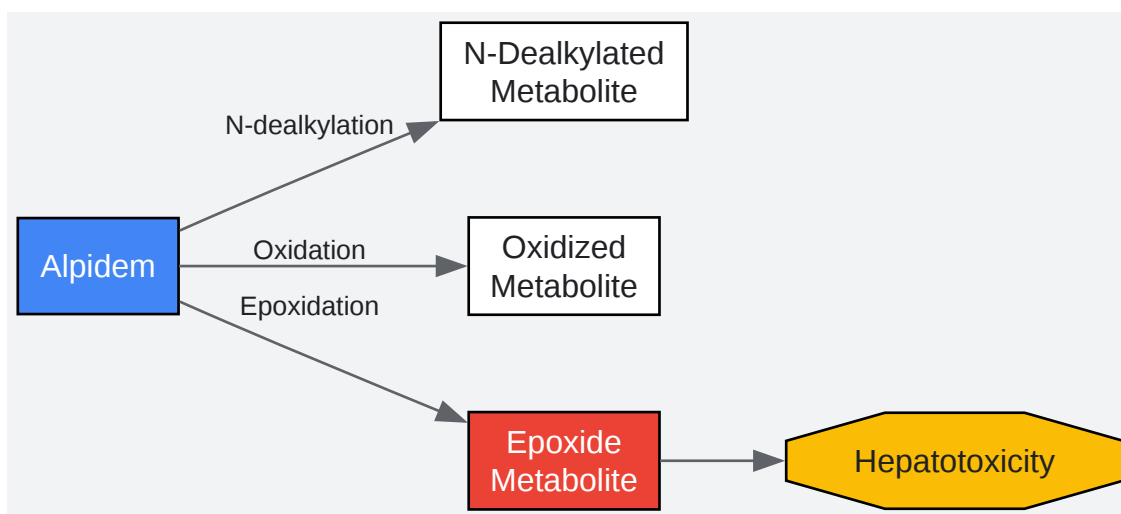 N-Dealkylated
Metabolite
N-dealkylation
Alpidem
Oxidation
Oxidized
Metabolite
Epoxidation
Epoxide
Metabolite
Hepatotoxicity